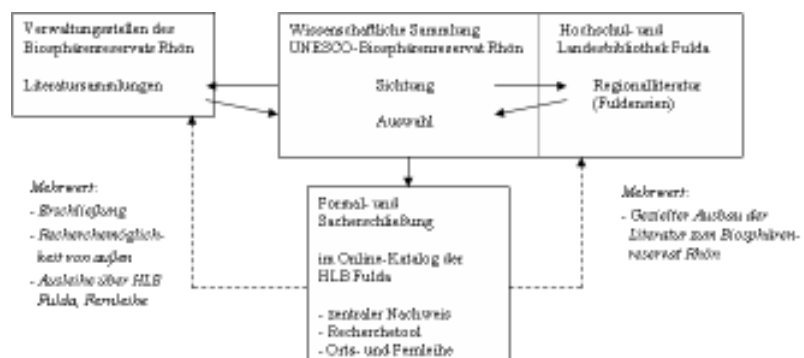 Verwaltungsstellen des
Biosphärenreservats Rhön
Literatursammlungen
Wissenschaftliche Sammlung
UNESCO-Biosphärenreservat Rhön
Sichtung
Auswahl
Hochschul- und
Landesbibliothek Fulda
Regionalliteratur
(Fuldensien)
Mehrwert:
- Erschließung
- Recherchemöglich-
keit von außen
- Ausleihe über HLB
Fulda, Fernleihe
Formal- und
Sacherschließung
im Online-Katalog der
HLB Fulda
- zentraler Nachweis
- Recherchetool
- Orts- und Fernleihe
Mehrwert:
- Gezielter Ausbau der
Literatur zum Biosphären-
reservat Rhön